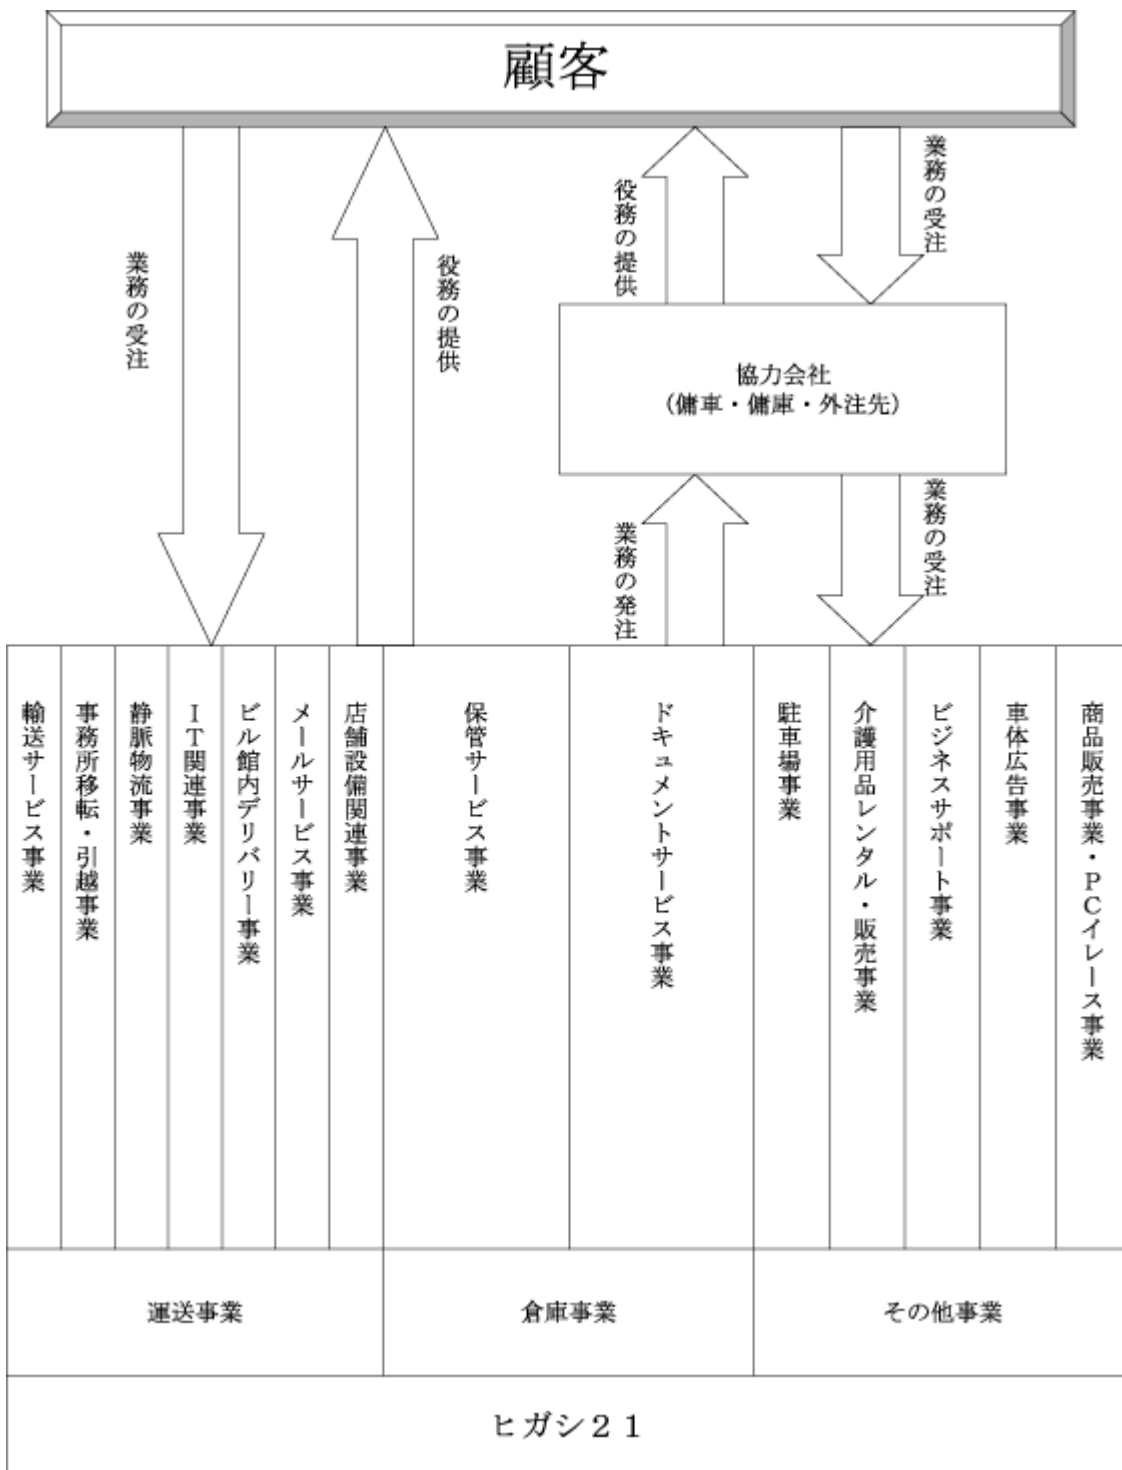 顧客
業務の受注
役務の提供
役務の提供
業務の受注
協力会社
(傭車・傭庫・外注先)
業務の発注
業務の受注
輸送サービス事業
事務所移転・引越事業
静脈物流事業
IT関連事業
ビル館内デリバリー事業
メールサービス事業
店舗設備関連事業
保管サービス事業
ドキュメントサービス事業
駐車場事業
介護用品レンタル・販売事業
ビジネスサポート事業
車体広告事業
商品販売事業・PCイレース事業
運送事業
倉庫事業
その他事業
ヒガシ21